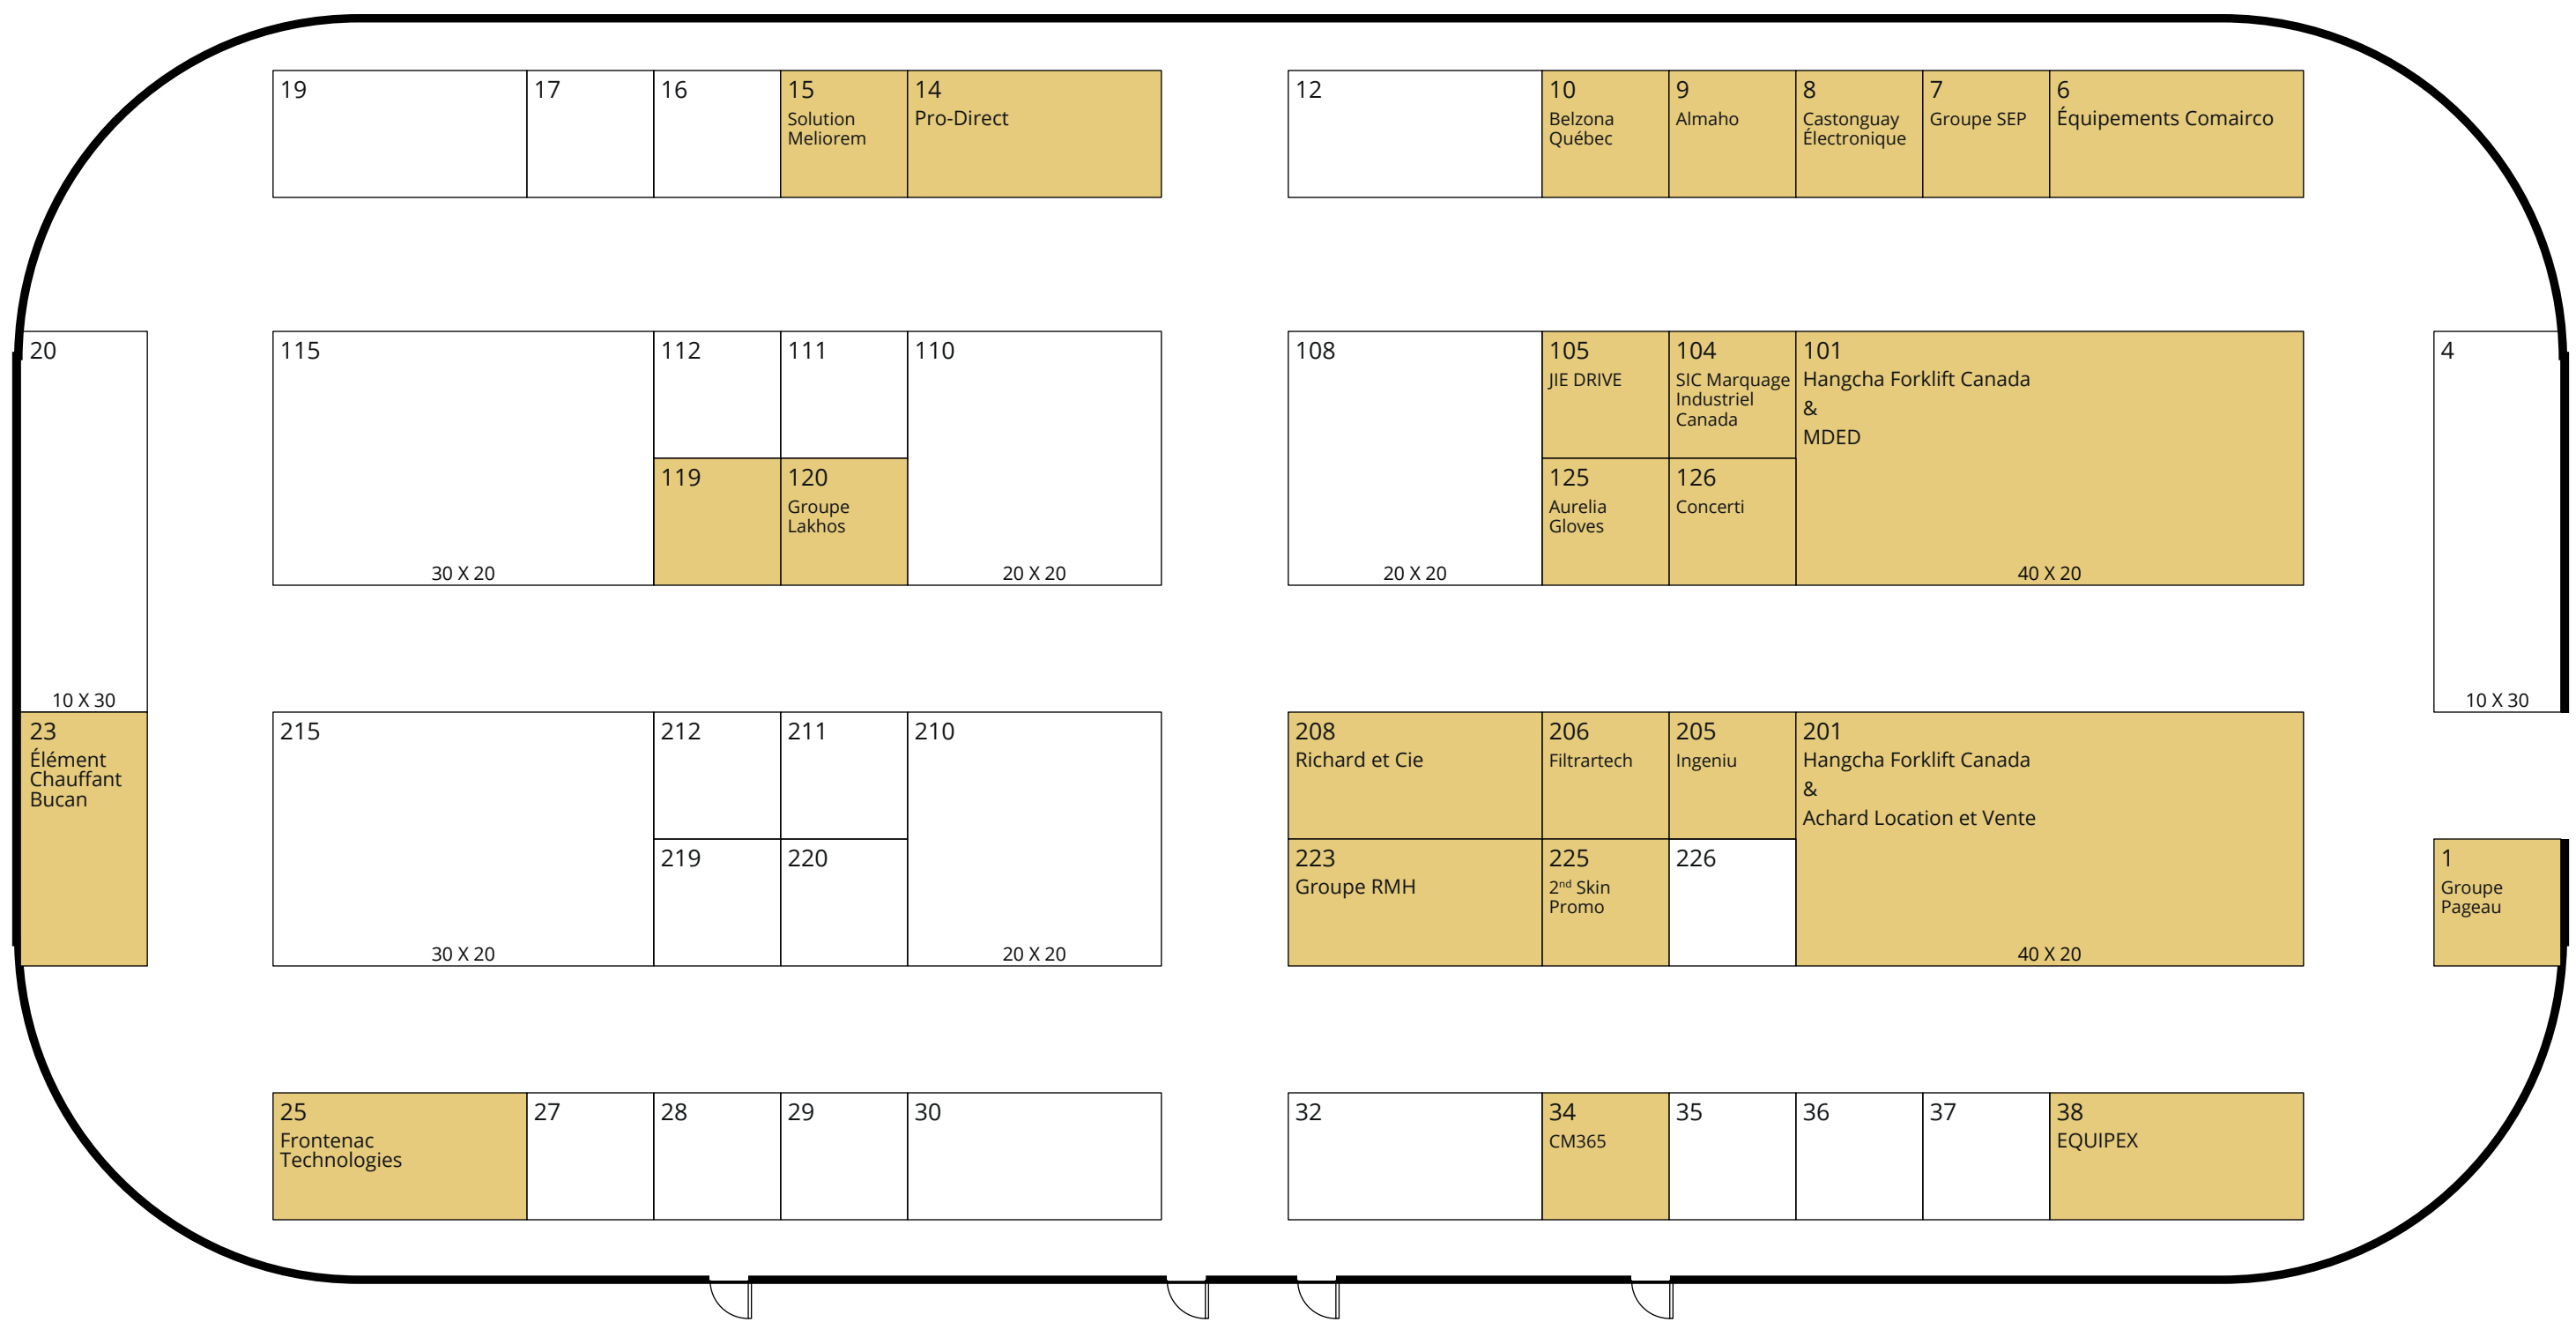 19
17
16
15
Solution
Meliorem
14
Pro-Direct
12
10
Belzona
Québec
9
Almaho
8
Castonguay
Électronique
7
Groupe SEP
6
Équipements Comairco
20
10 X 30
115
30 X 20
112
111
119
120
Groupe
Lakhos
110
20 X 20
108
20 X 20
105
JIE DRIVE
104
SIC Marquage
Industriel
Canada
125
Aurelia
Gloves
126
Concerti
101
Hangcha Forklift Canada
&
MDED
40 X 20
4
10 X 30
23
Élément
Chauffant
Bucan
215
30 X 20
212
211
219
220
210
20 X 20
208
Richard et Cie
206
Filtrartech
205
Ingeniu
223
Groupe RMH
225
2nd Skin
Promo
226
201
Hangcha Forklift Canada
&
Achard Location et Vente
40 X 20
1
Groupe
Pageau
25
Frontenac
Technologies
27
28
29
30
32
34
CM365
35
36
37
38
EQUIPEX